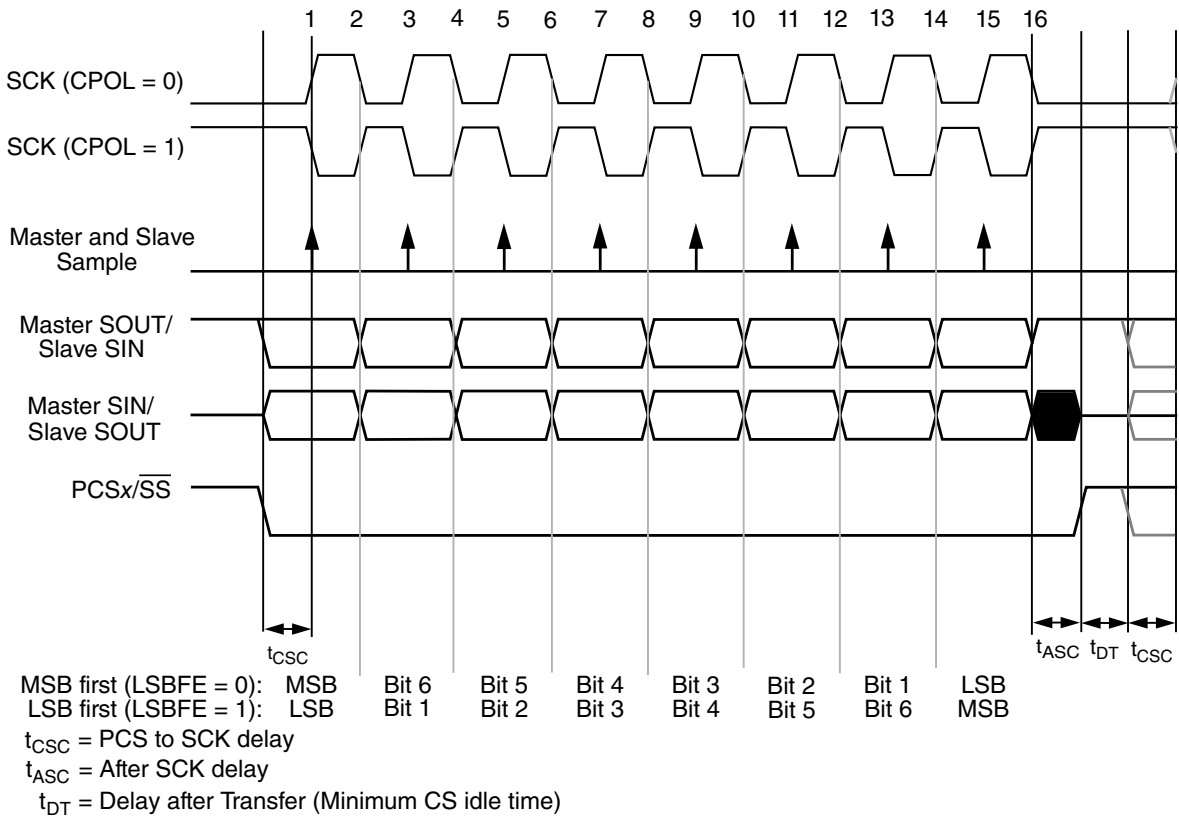 1 2 3 4 5 6 7 8 9 10 11 12 13 14 15 16
SCK (CPOL = 0)
SCK (CPOL = 1)
Master and Slave
Sample
Master SOUT/
Slave SIN
Master SIN/
Slave SOUT
PCSx/SS
tCSC tASC tDT tCSC
MSB first (LSBFE = 0): MSB Bit 6 Bit 5 Bit 4 Bit 3 Bit 2 Bit 1 LSB
LSB first (LSBFE = 1): LSB Bit 1 Bit 2 Bit 3 Bit 4 Bit 5 Bit 6 MSB
tCSC = PCS to SCK delay
tASC = After SCK delay
tDT = Delay after Transfer (Minimum CS idle time)